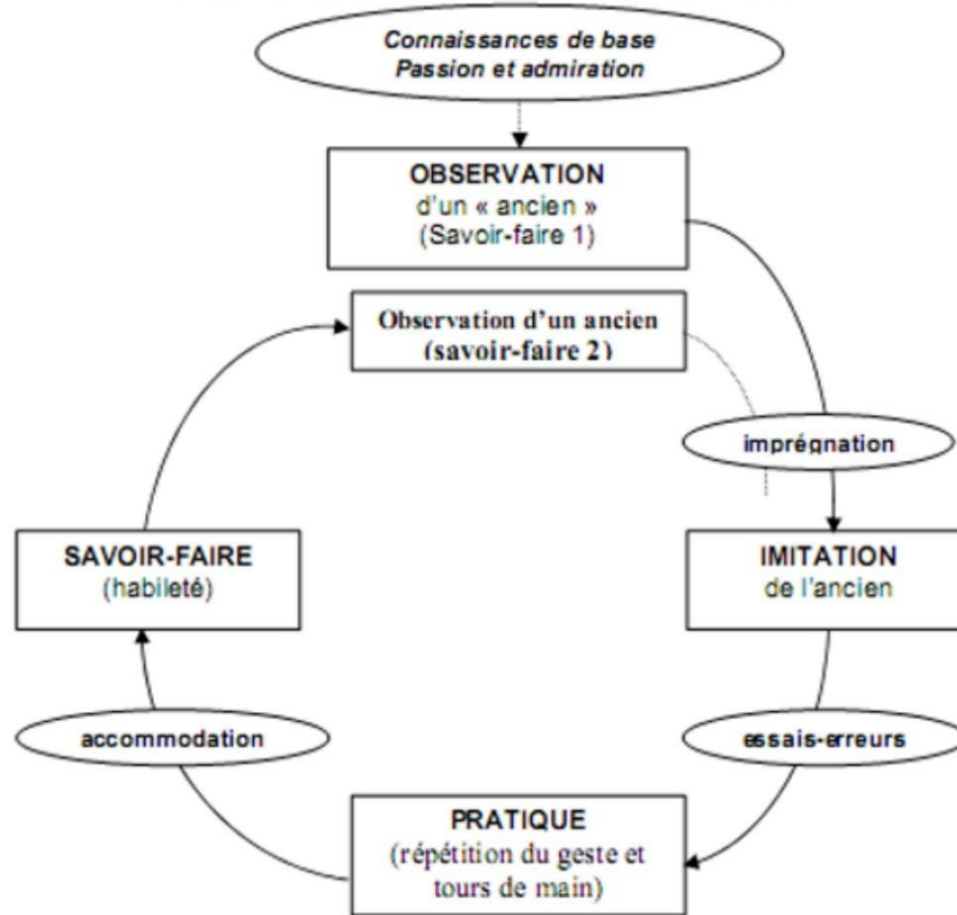 Connaissances de base
Passion et admiration
OBSERVATION
d'un « ancien »
(Savoir-faire 1)
Observation d'un ancien
(savoir-faire 2)
imprégnation
SAVOIR-FAIRE
(habileté)
IMITATION
de l'ancien
accommodation
essais-erreurs
PRATIQUE
(répétition du geste et
tours de main)